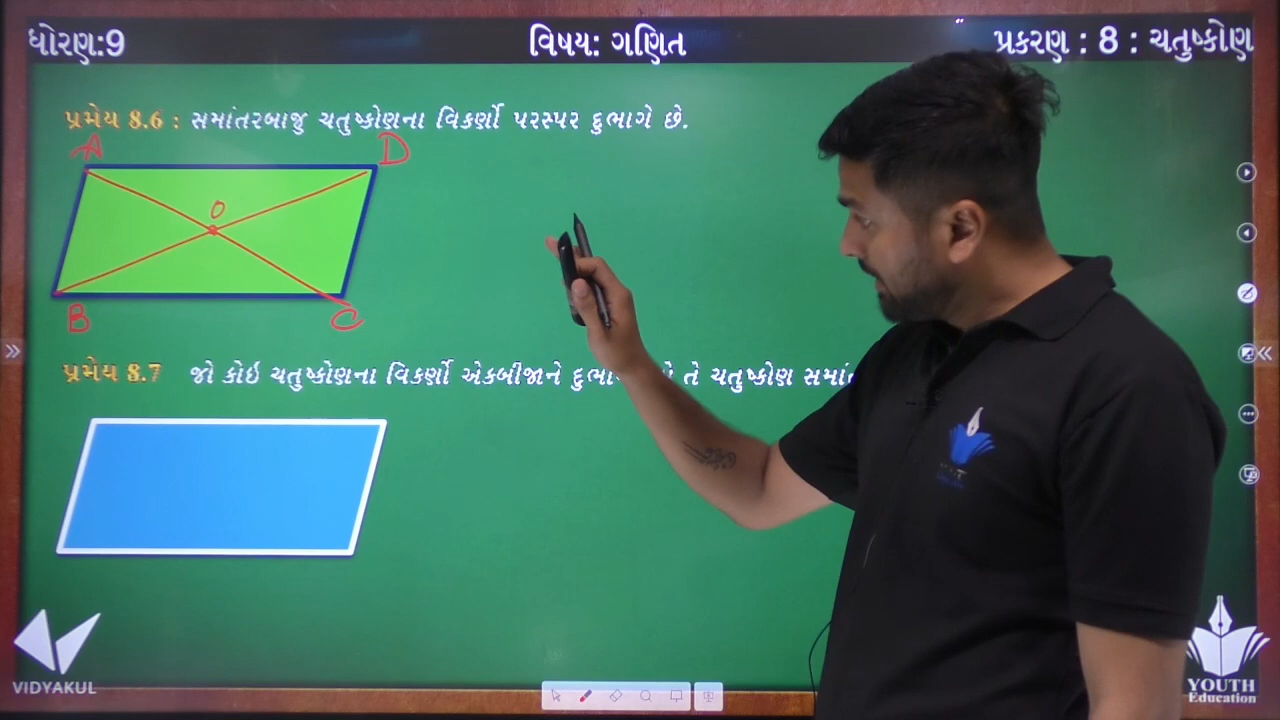 ધોરણ:9
વિષય: ગણિત
પ્રકરણ : 8 : ચતુષ્કોણ
પ્રમેય 8.6 : સમાંતરબાજુ ચતુષ્કોણના વિકર્ણો પરસ્પર દુભાગે છે.
A D
O
B C
પ્રમેય 8.7 જો કોઇ ચતુષ્કોણના વિકર્ણો એકબીજાને તે ચતુષ્કોણ
VIDYAKUL
YOUTH
Education